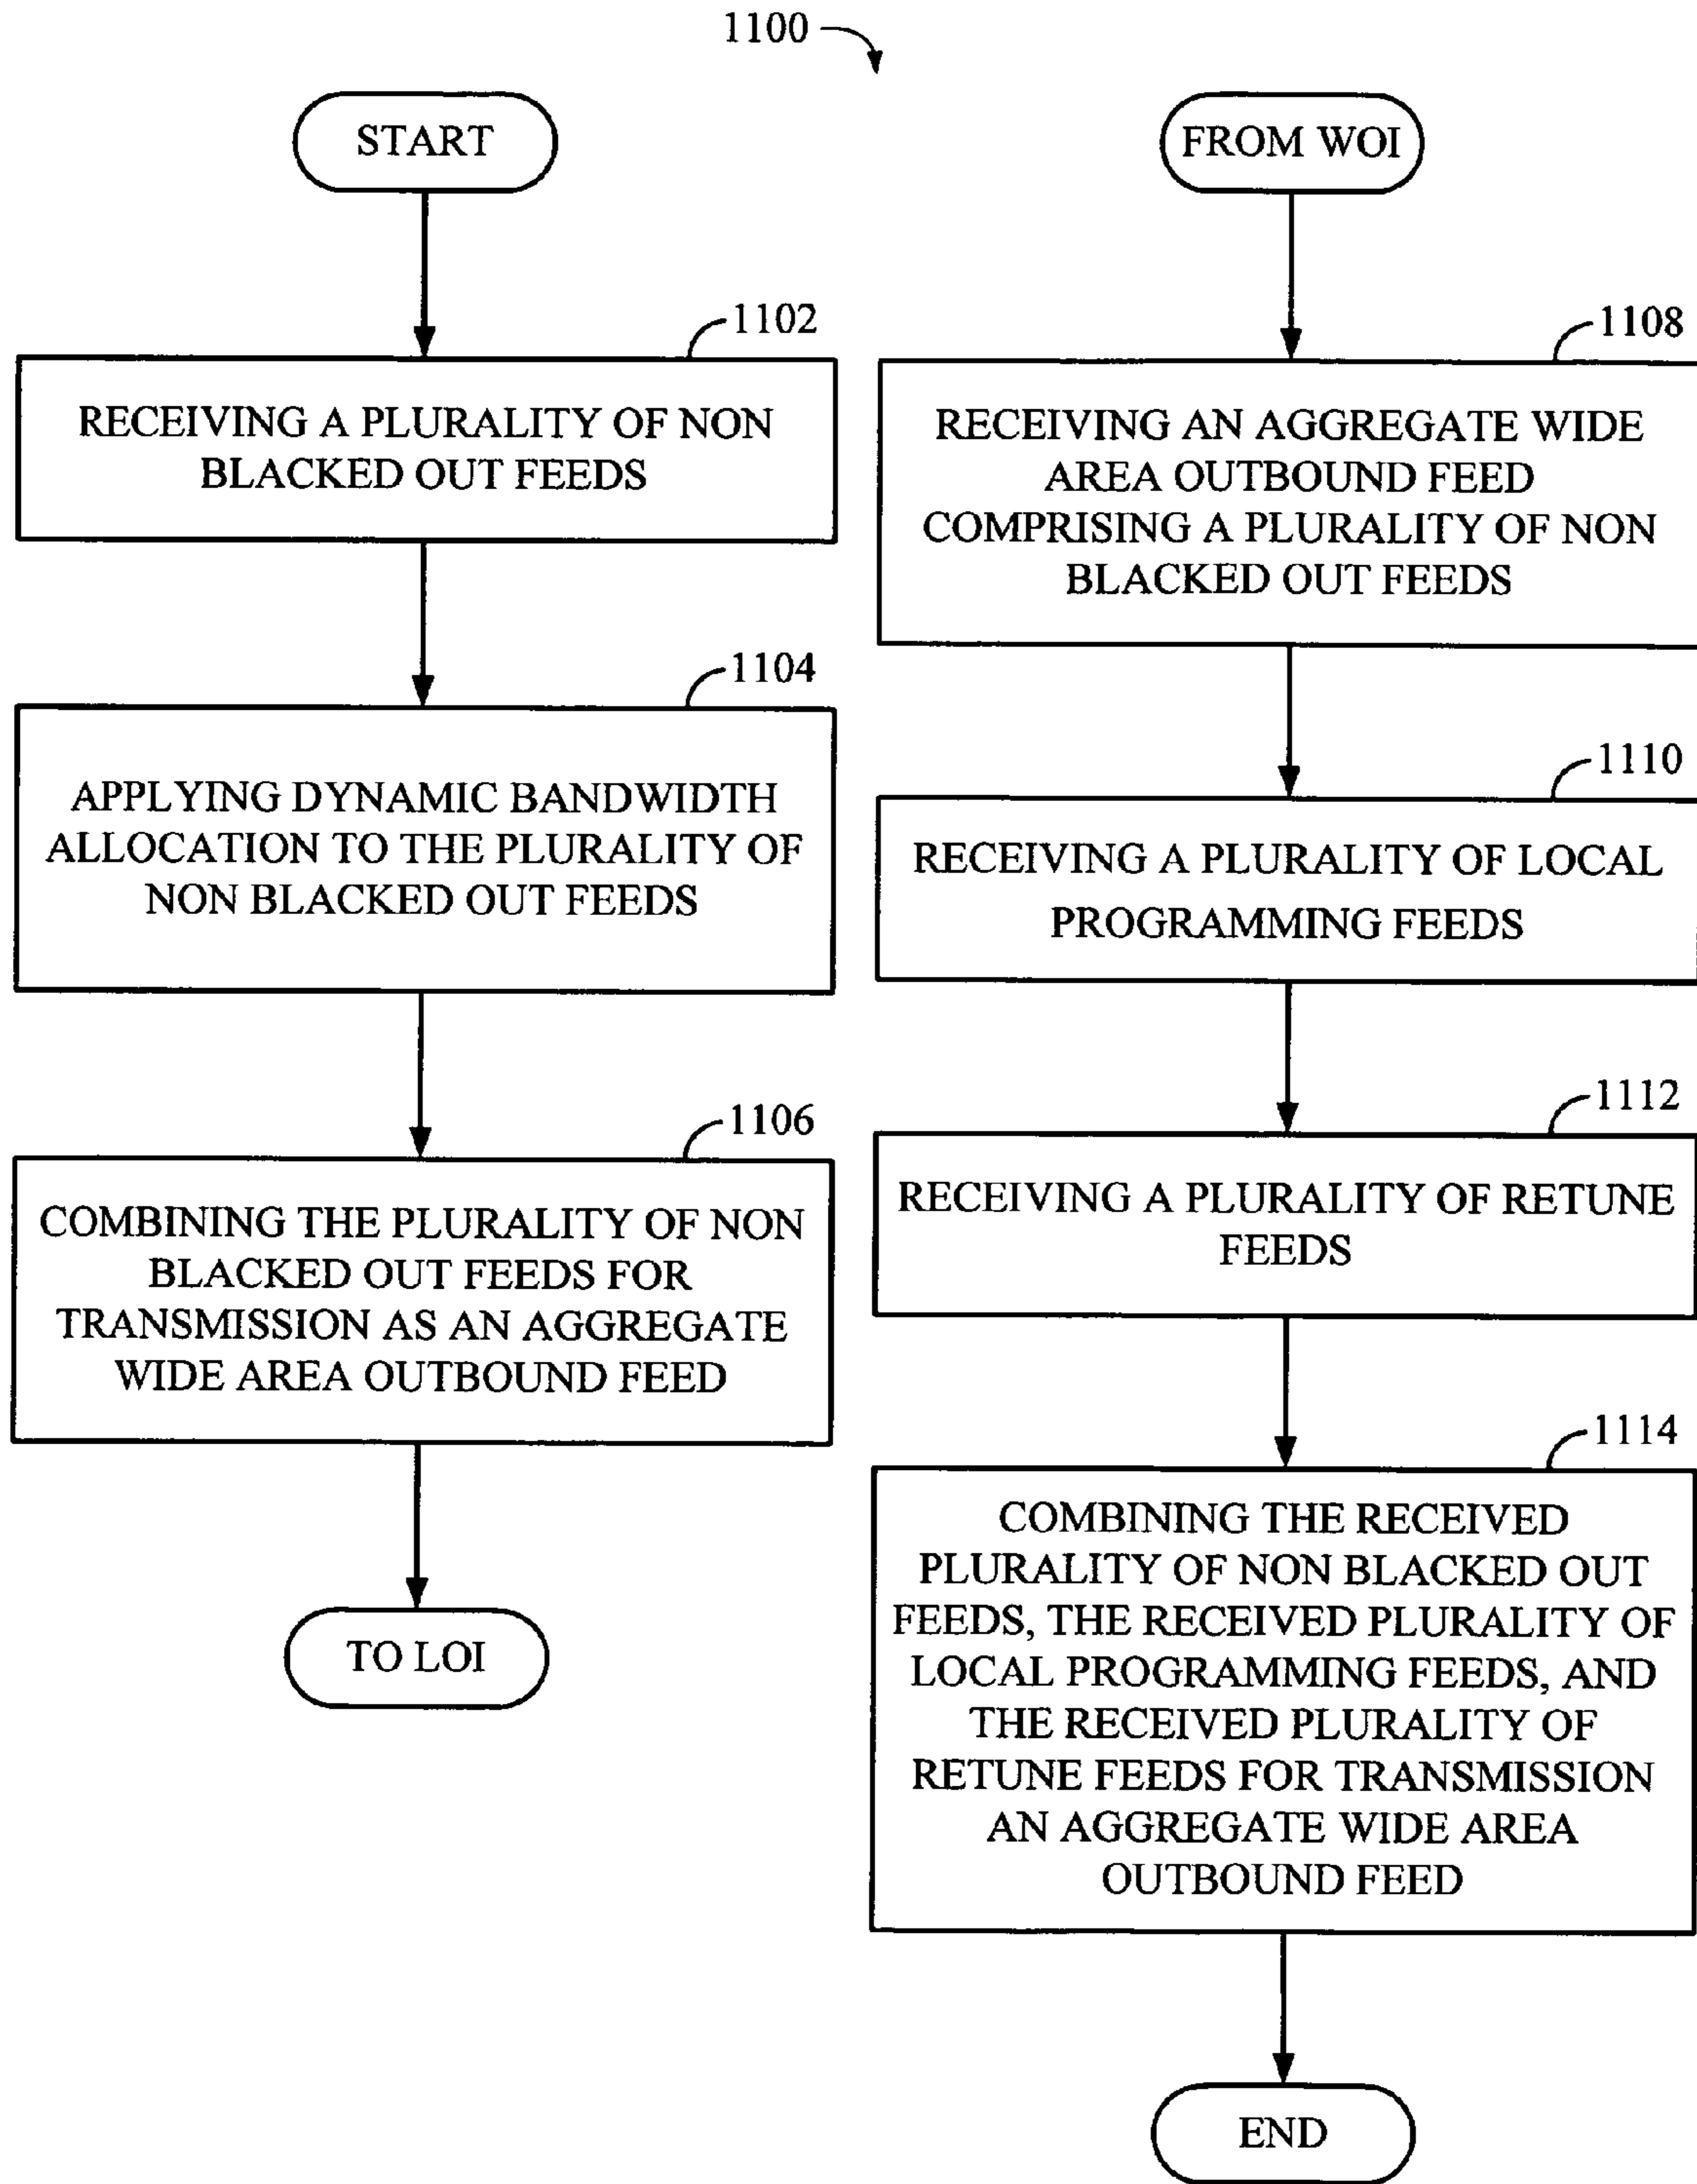 1100
START
1102
RECEIVING A PLURALITY OF NON
BLACKED OUT FEEDS
1104
APPLYING DYNAMIC BANDWIDTH
ALLOCATION TO THE PLURALITY OF
NON BLACKED OUT FEEDS
1106
COMBINING THE PLURALITY OF NON
BLACKED OUT FEEDS FOR
TRANSMISSION AS AN AGGREGATE
WIDE AREA OUTBOUND FEED
TO LOI
FROM WOI
1108
RECEIVING AN AGGREGATE WIDE
AREA OUTBOUND FEED
COMPRISING A PLURALITY OF NON
BLACKED OUT FEEDS
1110
RECEIVING A PLURALITY OF LOCAL
PROGRAMMING FEEDS
1112
RECEIVING A PLURALITY OF RETUNE
FEEDS
1114
COMBINING THE RECEIVED
PLURALITY OF NON BLACKED OUT
FEEDS, THE RECEIVED PLURALITY OF
LOCAL PROGRAMMING FEEDS, AND
THE RECEIVED PLURALITY OF
RETUNE FEEDS FOR TRANSMISSION
AN AGGREGATE WIDE AREA
OUTBOUND FEED
END